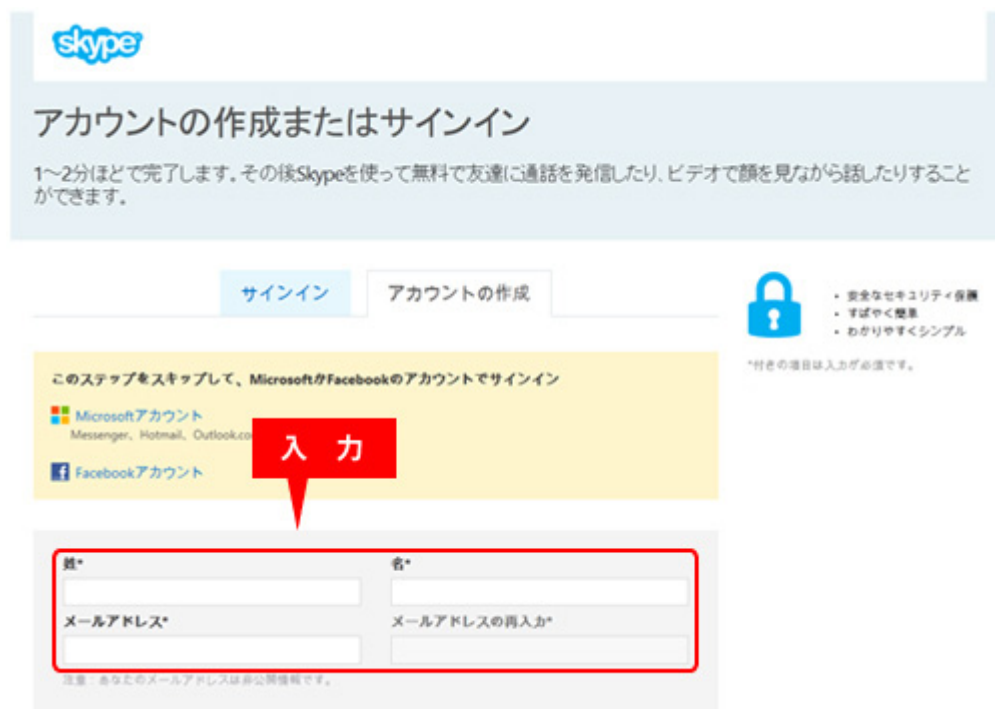 skype
アカウントの作成またはサインイン
1〜2分ほどで完了します。その後Skypeを使って無料で友達に通話を発信したり、ビデオで顔を見ながら話したりすること
ができます。
サインイン
アカウントの作成
安全なセキュリティ保護
すばやく簡単
わかりやすくシンプル
*付きの項目は入力が必須です。
このステップをスキップして、MicrosoftかFacebookのアカウントでサインイン
Microsoftアカウント
Messenger、Hotmail、Outlook.co
入 力
Facebookアカウント
姓*
名*
メールアドレス*
メールアドレスの再入力*
注意：あなたのメールアドレスは非公開情報です。